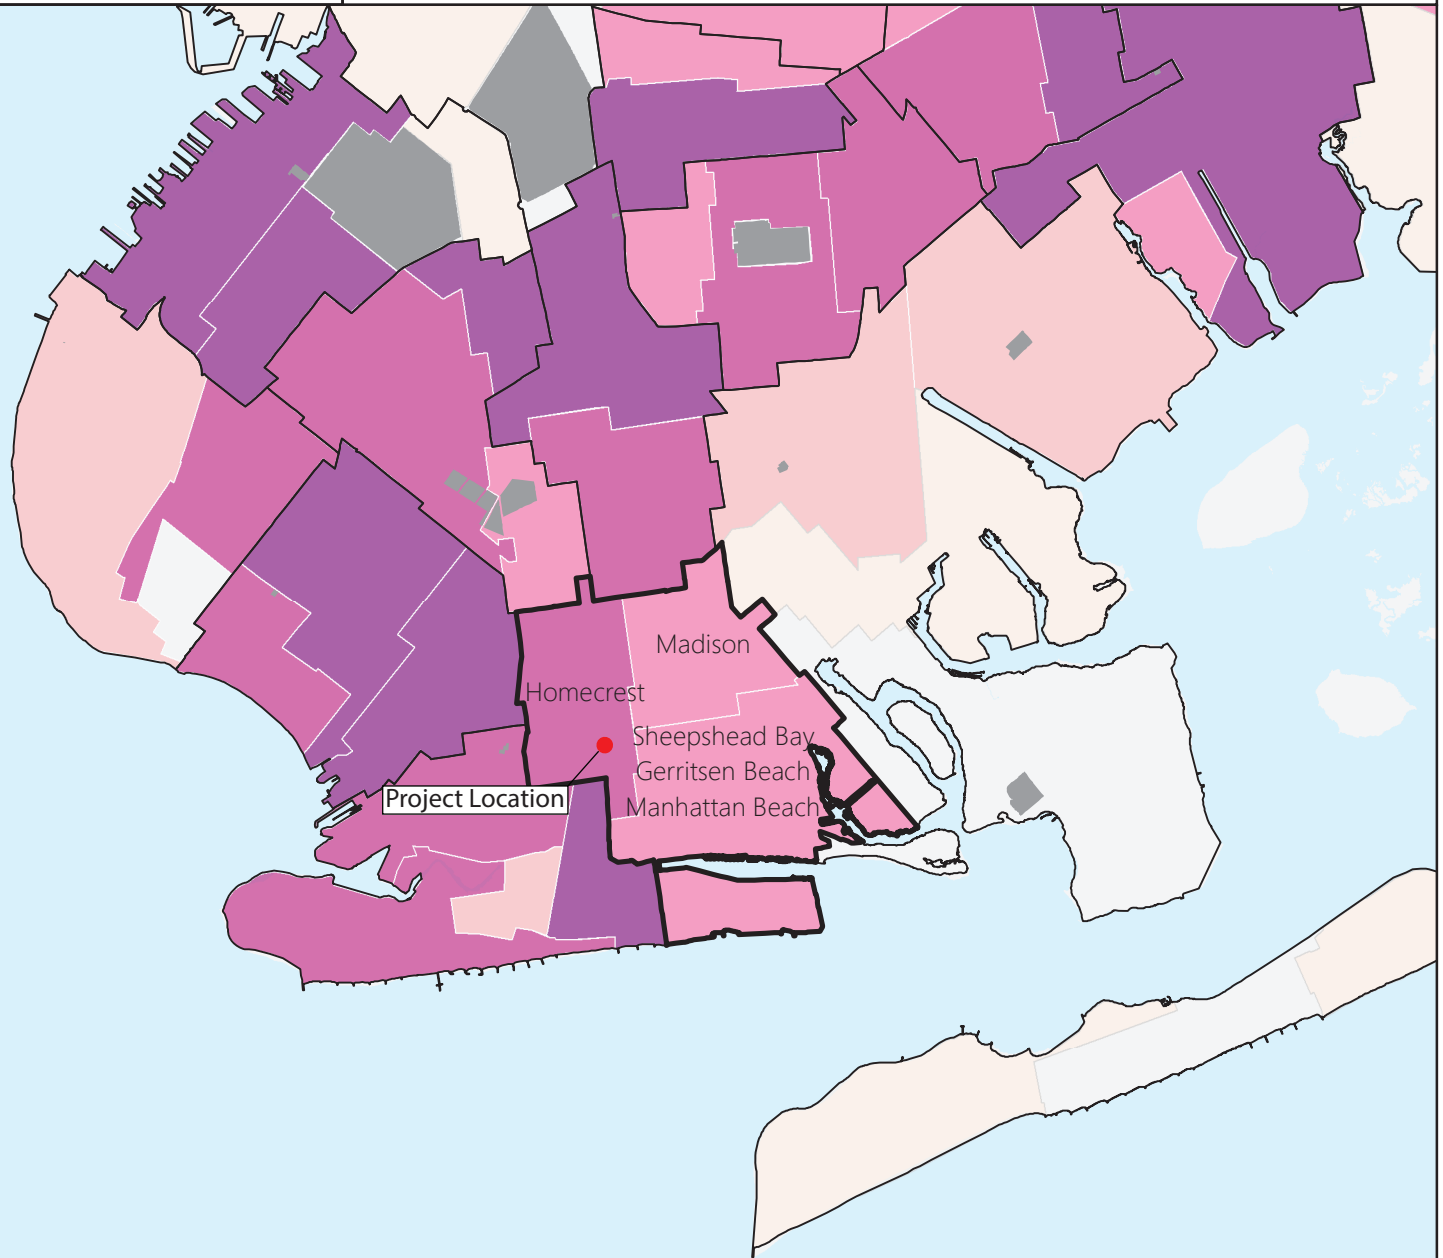 Madison
Homecrest
Sheepshead Bay
Gerritsen Beach
Project Location
Manhattan Beach